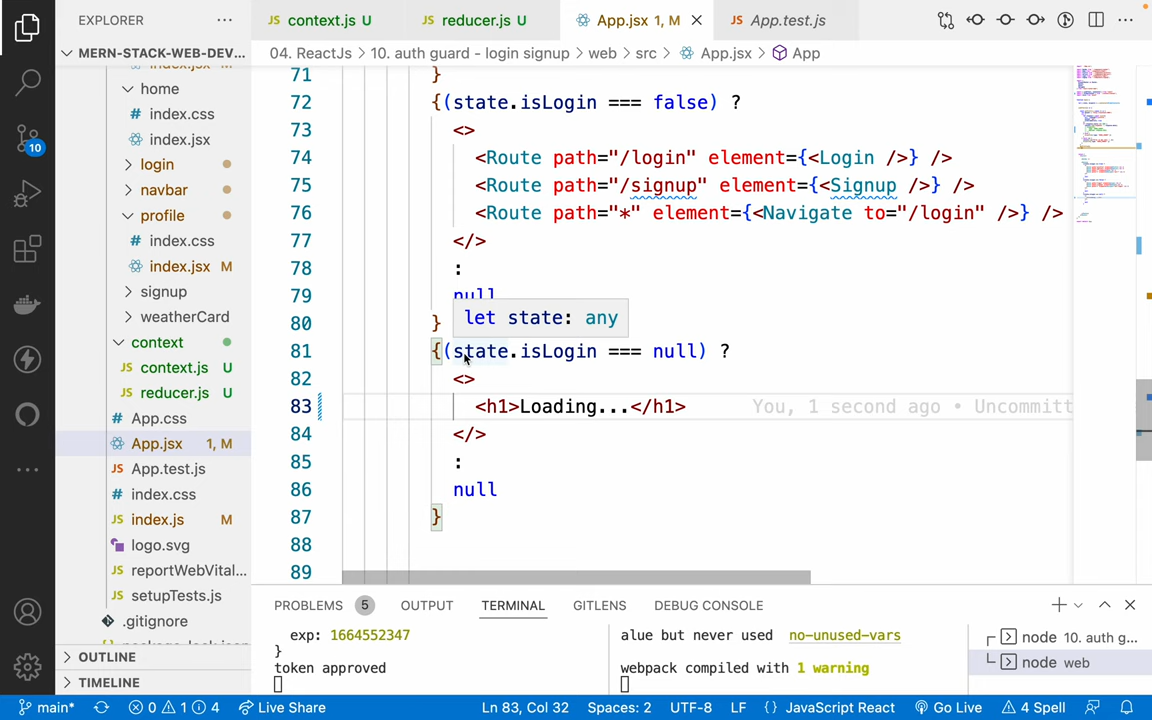 EXPLORER
context.js U
reducer.js U
App.jsx 1, M
JS App.test.js
MERN-STACK-WEB-DEV...
04. ReactJs > 10. auth guard - login signup > web > src > App.jsx > App
index.jsx
home
# index.css
index.jsx
login
navbar
profile
# index.css
index.jsx M
signup
weatherCard
context
JS context.js U
JS reducer.js U
# App.css
App.jsx 1, M
JS App.test.js
# index.css
JS index.js M
logo.svg
JS reportWebVital...
JS setupTests.js
.gitignore
OUTLINE
TIMELINE
10
71 }
72 {(state.isLogin === false) ?
73 <>
74 <Route path="/login" element={<Login />} />
75 <Route path="/signup" element={<Signup />} />
76 <Route path="*" element={<Navigate to="/login" />} />
77 </>
78 :
79 null
80 }
let state: any
81 {(state.isLogin === null) ?
82 <>
83 <h1>Loading...</h1> You, 1 second ago • Uncommitt
84 </>
85 :
86 null
87 }
88
89
PROBLEMS 5 OUTPUT TERMINAL GITLENS DEBUG CONSOLE
exp: 1664552347
}
token approved
alue but never used no-unused-vars
webpack compiled with 1 warning
node 10. auth g...
node web
main* 0 1 4 Live Share Ln 83, Col 32 Spaces: 2 UTF-8 LF {} JavaScript React Go Live 4 Spell